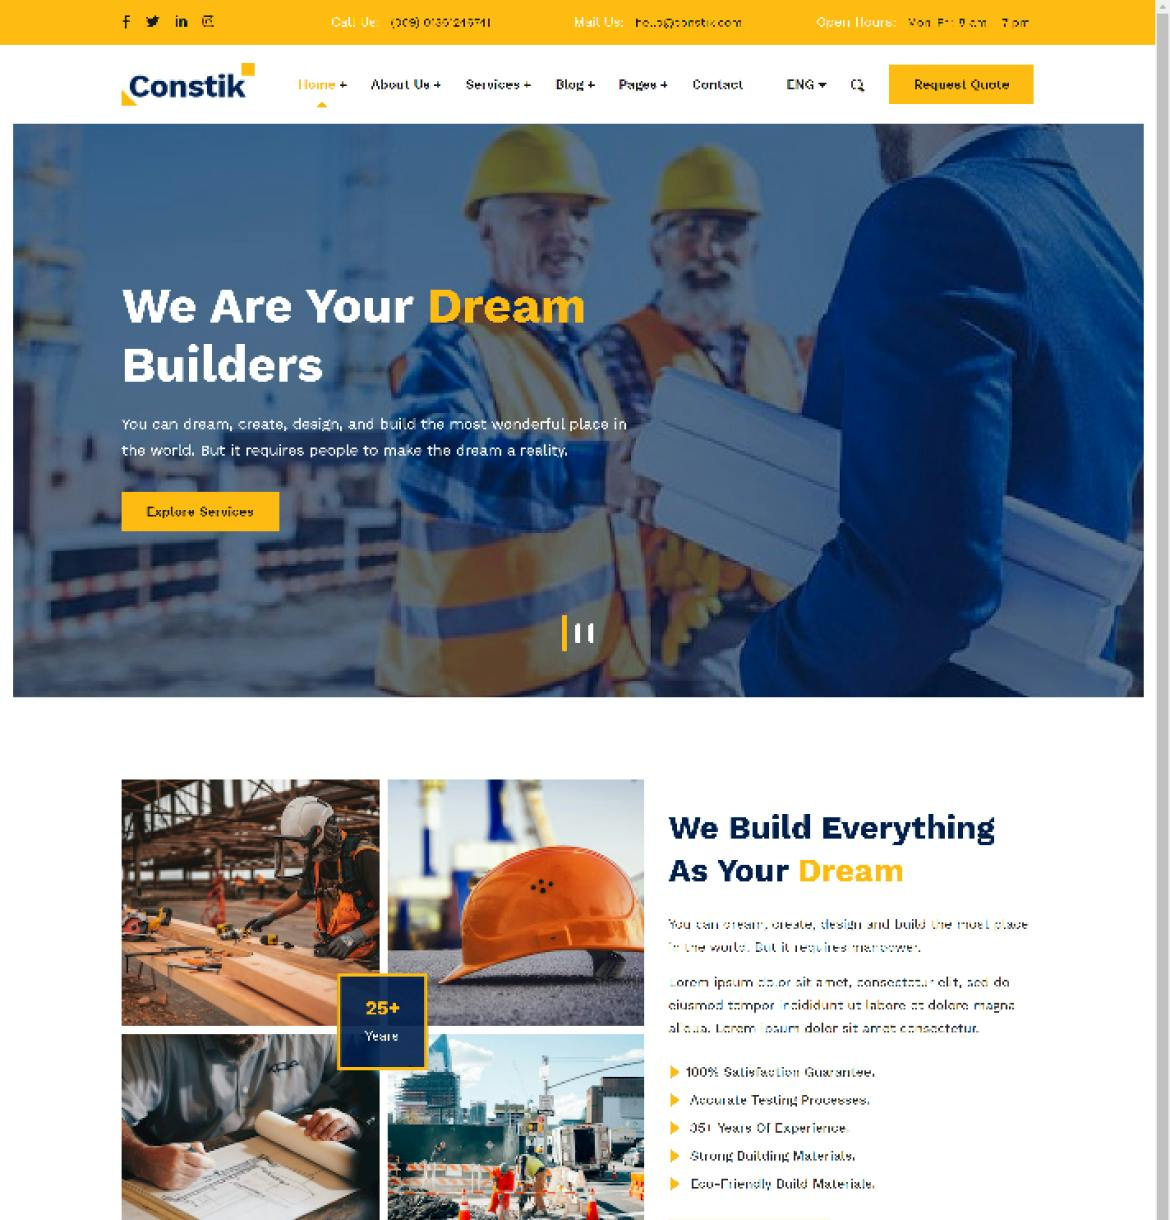 Call Us:
Mail Us: hello@constik.com
Open Hours: Mon-Fri: 9 am - 7 pm
Constik
Home +
About Us +
Services +
Blog +
Pages +
Contact
ENG
Request Quote
We Are Your Dream
Builders
You can dream, create, design, and build the most wonderful place in
the world. But it requires people to make the dream a reality.
Explore Services
25+
Years
We Build Everything
As Your Dream
You can dream, create, design and build the most place
in the world. But it requires manpower.
Lorem ipsum dolor sit amet, consectetur elit, sed do
eiusmod tempor incididunt ut labore et dolore magna
aliqua. Lorem ipsum dolor sit amet consectetur.
100% Satisfaction Guarantee.
Accurate Testing Processes.
35+ Years Of Experience.
Strong Building Materials.
Eco-Friendly Build Materials.